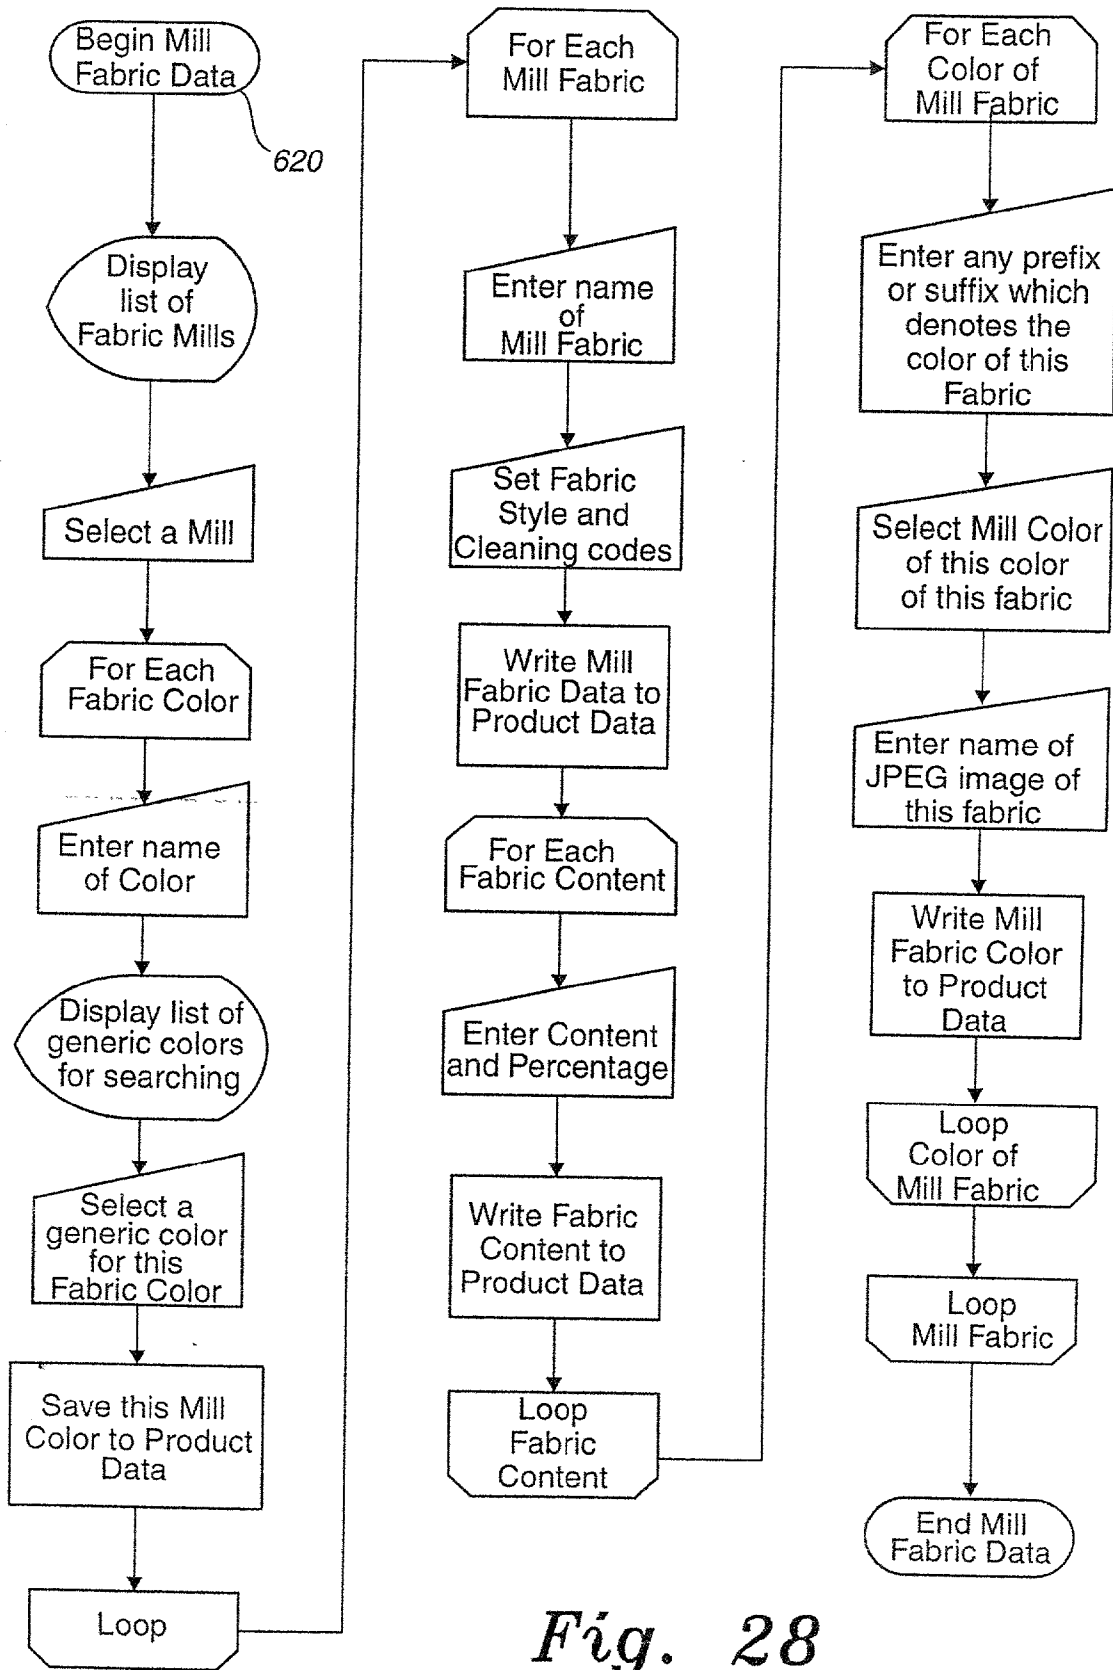 Begin Mill
Fabric Data
620
Display
list of
Fabric Mills
Select a Mill
For Each
Fabric Color
Enter name
of Color
Display list of
generic colors
for searching
Select a
generic color
for this
Fabric Color
Save this Mill
Color to Product
Data
Loop
For Each
Mill Fabric
Enter name
of
Mill Fabric
Set Fabric
Style and
Cleaning codes
Write Mill
Fabric Data to
Product Data
For Each
Fabric Content
Enter Content
and Percentage
Write Fabric
Content to
Product Data
Loop
Fabric
Content
For Each
Color of
Mill Fabric
Enter any prefix
or suffix which
denotes the
color of this
Fabric
Select Mill Color
of this color
of this fabric
Enter name of
JPEG image of
this fabric
Write Mill
Fabric Color
to Product
Data
Loop
Color of
Mill Fabric
Loop
Mill Fabric
End Mill
Fabric Data
Fig. 28